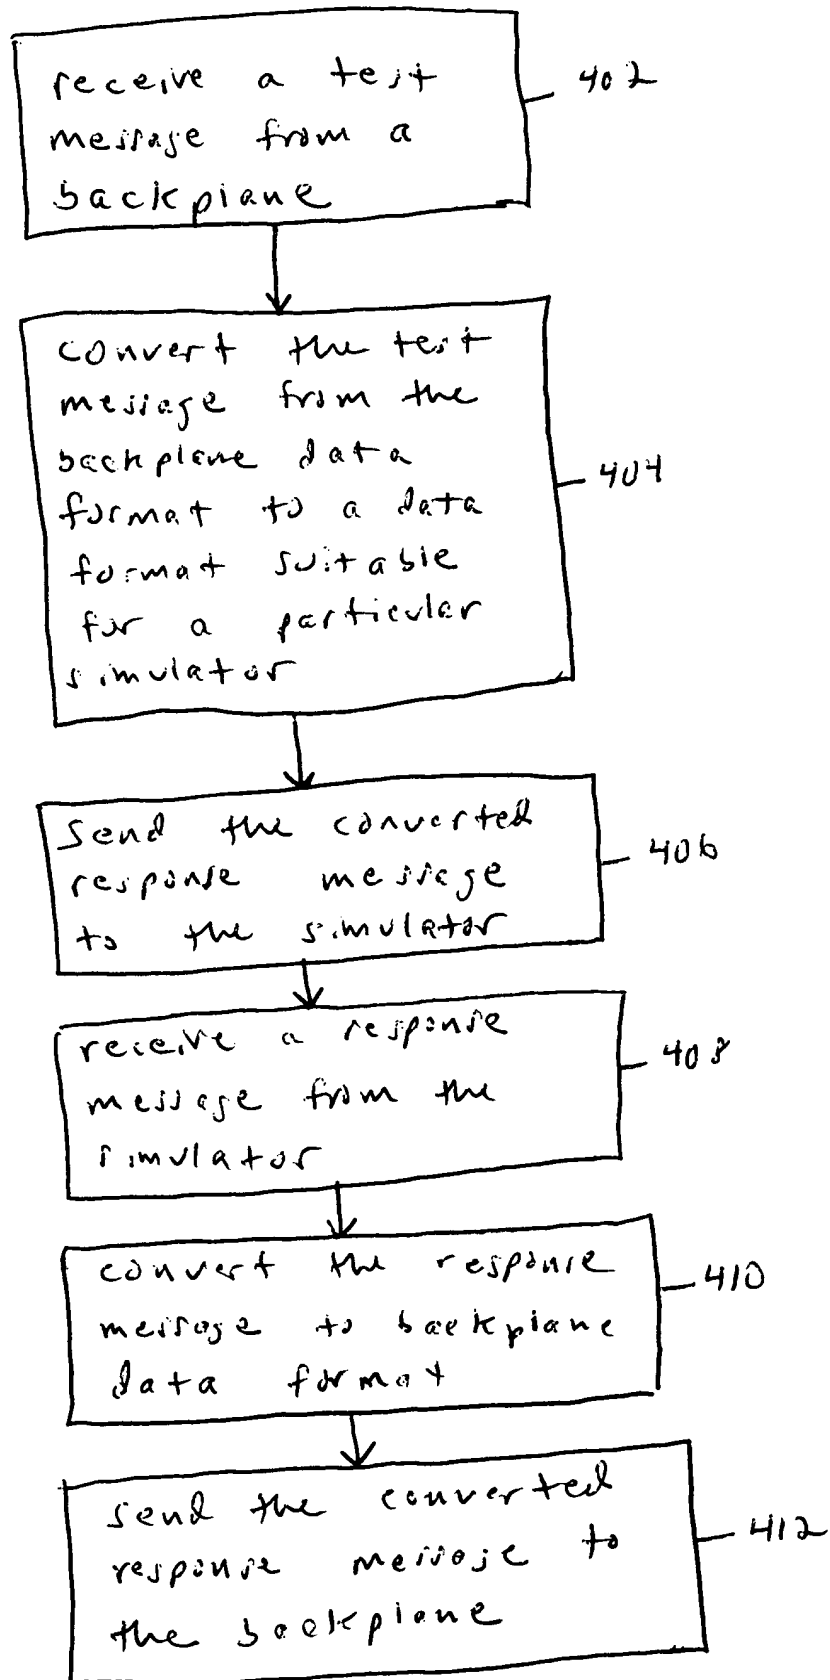 receive a test
message from a
backplane
402
convert the test
message from the
backplane data
format to a data
format suitable
for a particular
simulator
404
send the converted
response message
to the simulator
406
receive a response
message from the
simulator
408
convert the response
message to backplane
data format
410
send the converted
response message to
the backplane
412